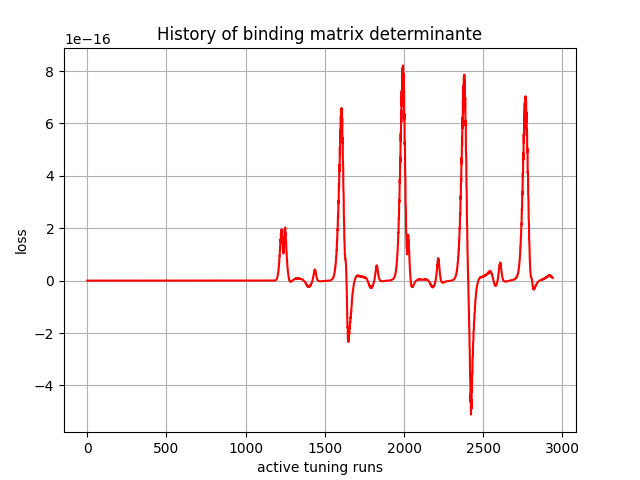 History of binding matrix determinante
1e−16
8
6
4
2
0
−2
−4
loss
0 500 1000 1500 2000 2500 3000
active tuning runs